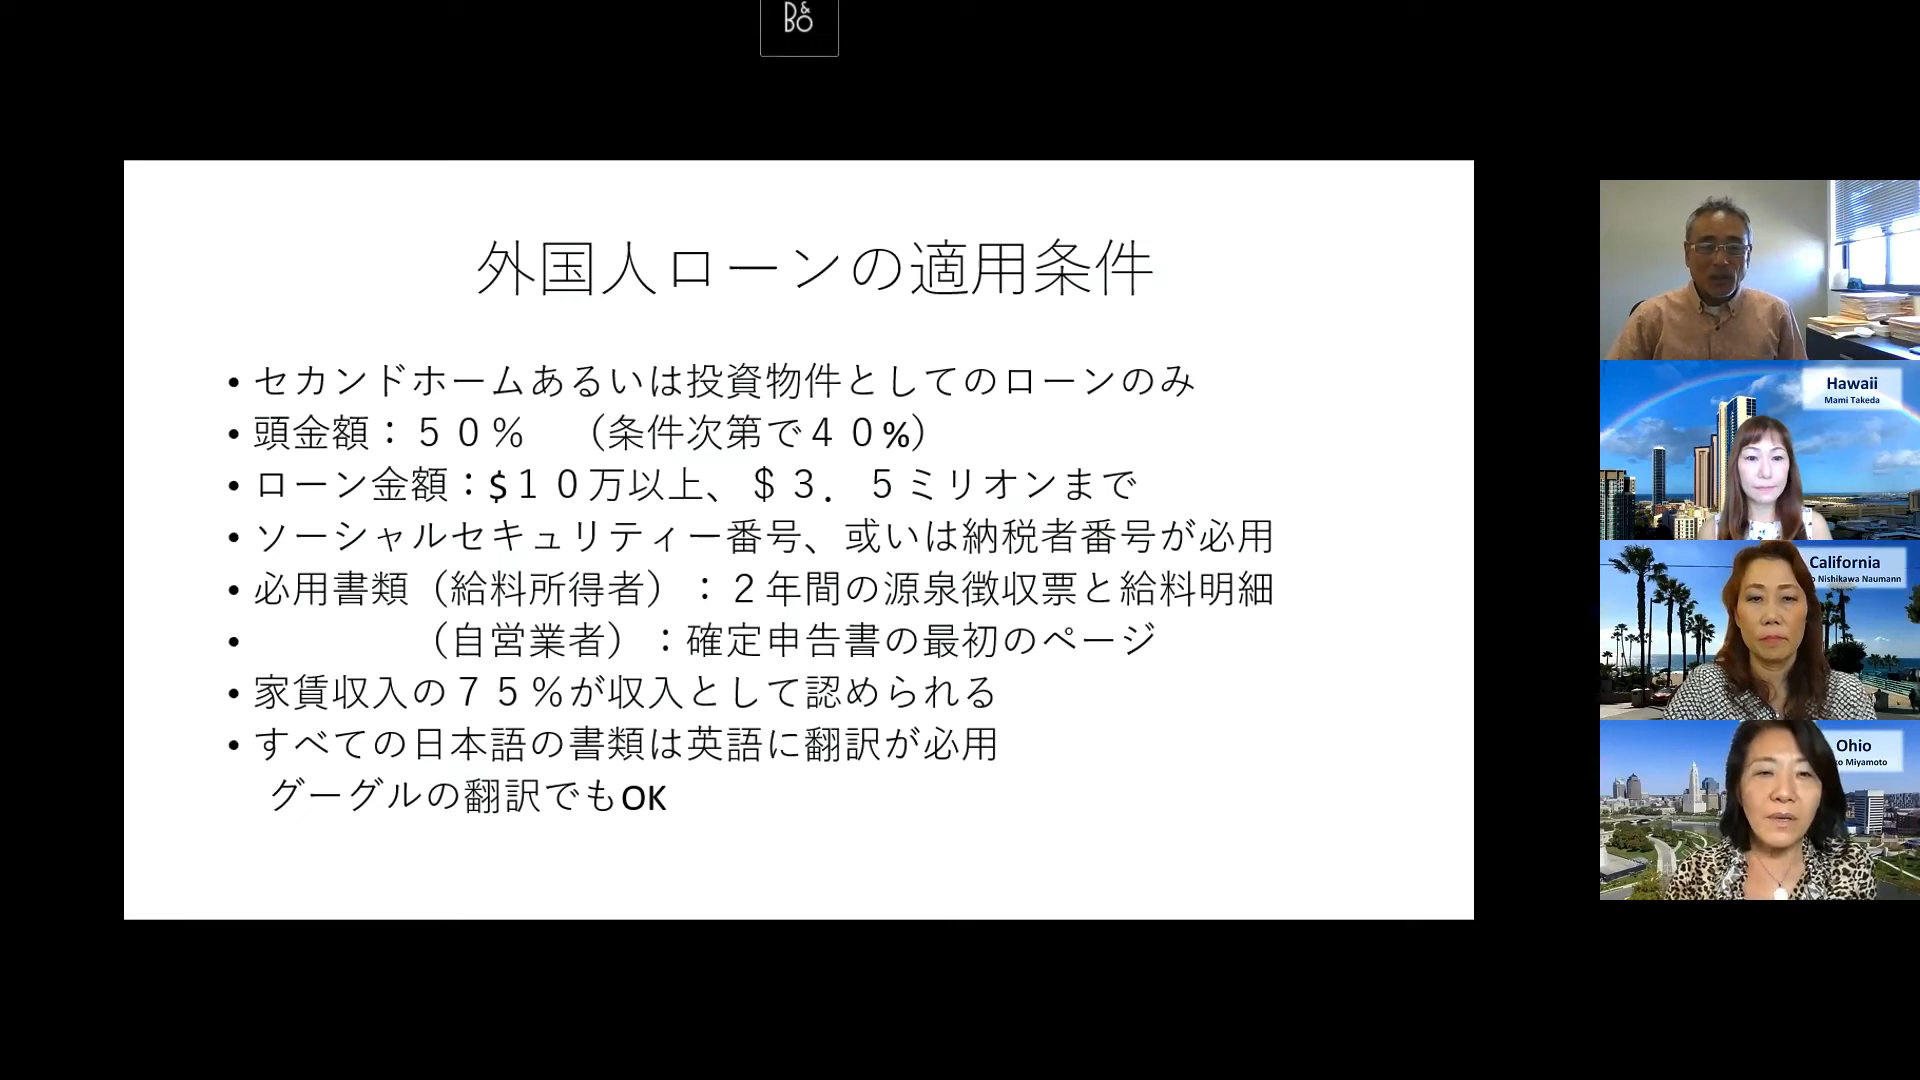 B&O
外国人ローンの適用条件
• セカンドホームあるいは投資物件としてのローンのみ
• 頭金額：５０％　（条件次第で４０%）
• ローン金額：$１０万以上、＄３．５ミリオンまで
• ソーシャルセキュリティー番号、或いは納税者番号が必用
• 必用書類（給料所得者）：２年間の源泉徴収票と給料明細
• （自営業者）：確定申告書の最初のページ
• 家賃収入の７５％が収入として認められる
• すべての日本語の書類は英語に翻訳が必用
グーグルの翻訳でもOK
Hawaii
Mami Takeda
California
Nishikawa Naumann
Ohio
Miyamoto